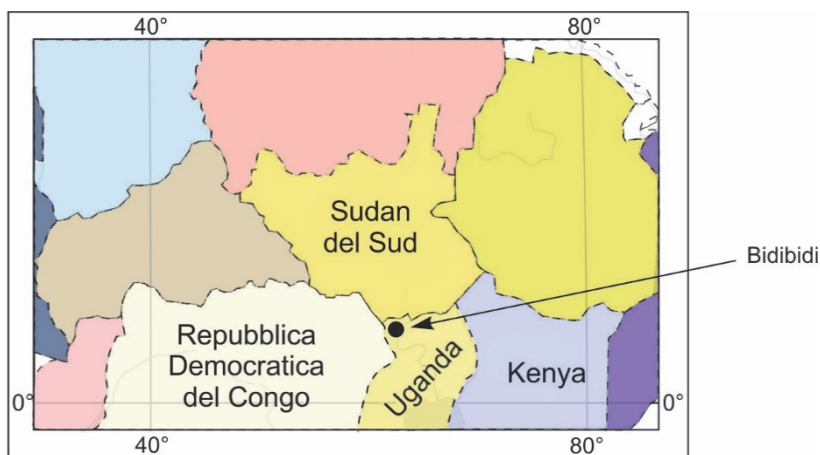 40°
80°
Sudan
del Sud
Bidibidi
Repubblica
Democratica
del Congo
Uganda
Kenya
0°
0°
40°
80°